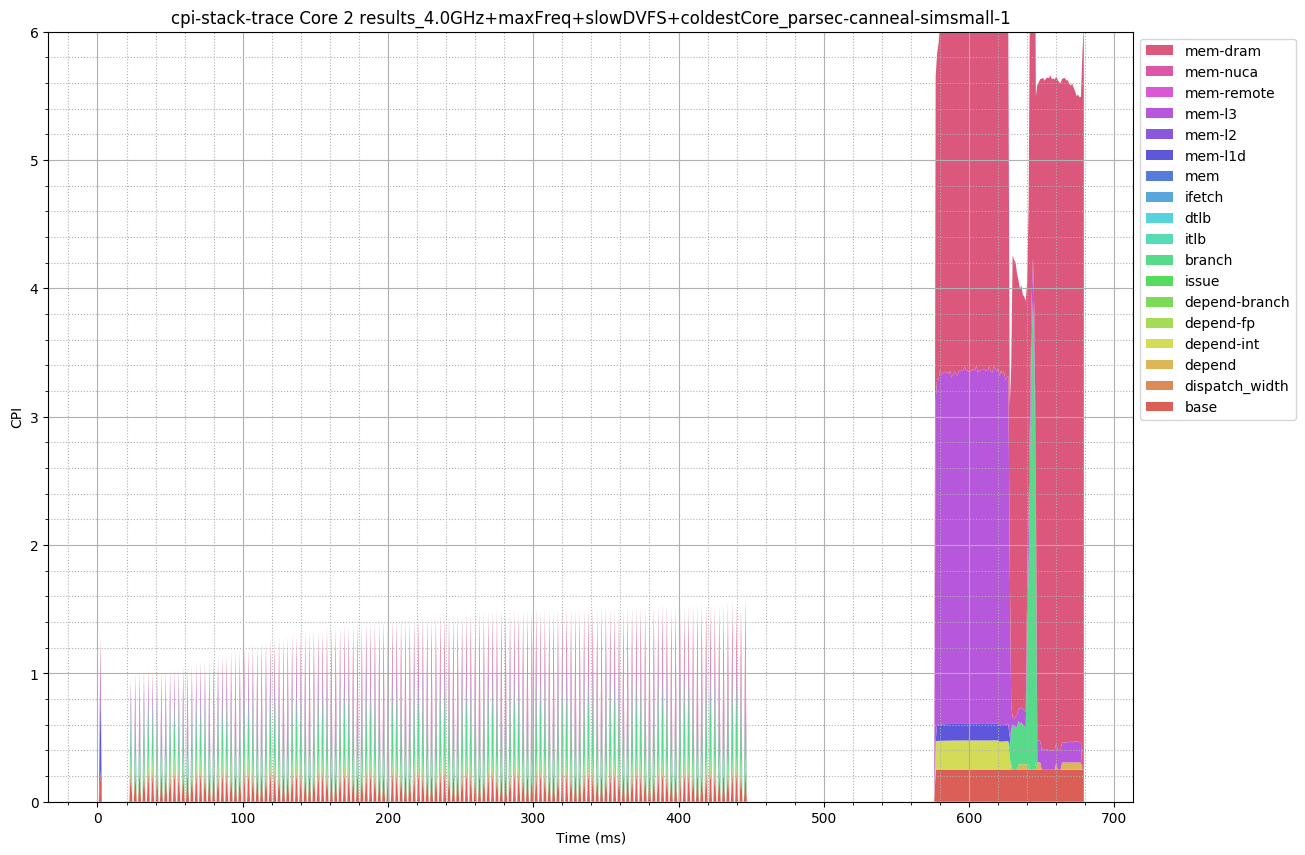 cpi-stack-trace Core 2 results_4.0GHz+maxFreq+slowDVFS+coldestCore_parsec-canneal-simsmall-1
6
5
4
3
2
1
0
CPI
0 100 200 300 400 500 600 700
Time (ms)
mem-dram
mem-nuca
mem-remote
mem-l3
mem-l2
mem-l1d
mem
ifetch
dtlb
itlb
branch
issue
depend-branch
depend-fp
depend-int
depend
dispatch_width
base